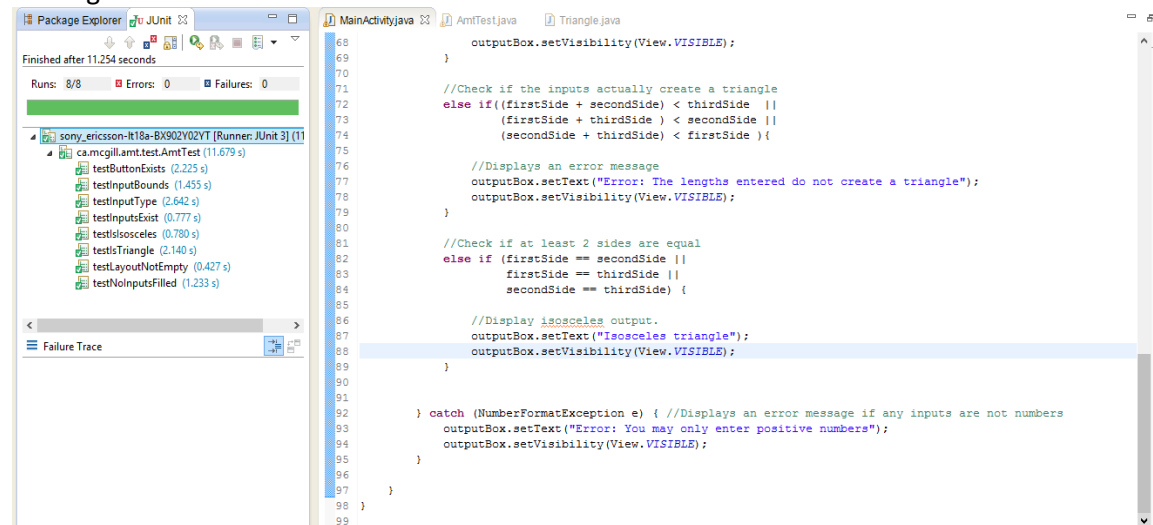 Package Explorer JUnit
Finished after 11.254 seconds
Runs: 8/8 Errors: 0 Failures: 0
sony_ericsson-lt18a-BX902Y02YT [Runner: JUnit 3] (11
ca.mcgill.amt.test.AmtTest (11.679 s)
testButtonExists (2.225 s)
testInputBounds (1.455 s)
testInputType (2.642 s)
testInputsExist (0.777 s)
testIsIsosceles (0.780 s)
testIsTriangle (2.140 s)
testLayoutNotEmpty (0.427 s)
testNoInputsFilled (1.233 s)
Failure Trace
MainActivity.java AmtTest.java Triangle.java
68 outputBox.setVisibility(View.VISIBLE);
69 }
70
71 //Check if the inputs actually create a triangle
72 else if((firstSide + secondSide) < thirdSide ||
73 (firstSide + thirdSide ) < secondSide ||
74 (secondSide + thirdSide) < firstSide ){
75
76 //Displays an error message
77 outputBox.setText("Error: The lengths entered do not create a triangle");
78 outputBox.setVisibility(View.VISIBLE);
79 }
80
81 //Check if at least 2 sides are equal
82 else if (firstSide == secondSide ||
83 firstSide == thirdSide ||
84 secondSide == thirdSide) {
85
86 //Display isosceles output.
87 outputBox.setText("Isosceles triangle");
88 outputBox.setVisibility(View.VISIBLE);
89 }
90
91
92 } catch (NumberFormatException e) { //Displays an error message if any inputs are not numbers
93 outputBox.setText("Error: You may only enter positive numbers");
94 outputBox.setVisibility(View.VISIBLE);
95 }
96
97 }
98 }
99